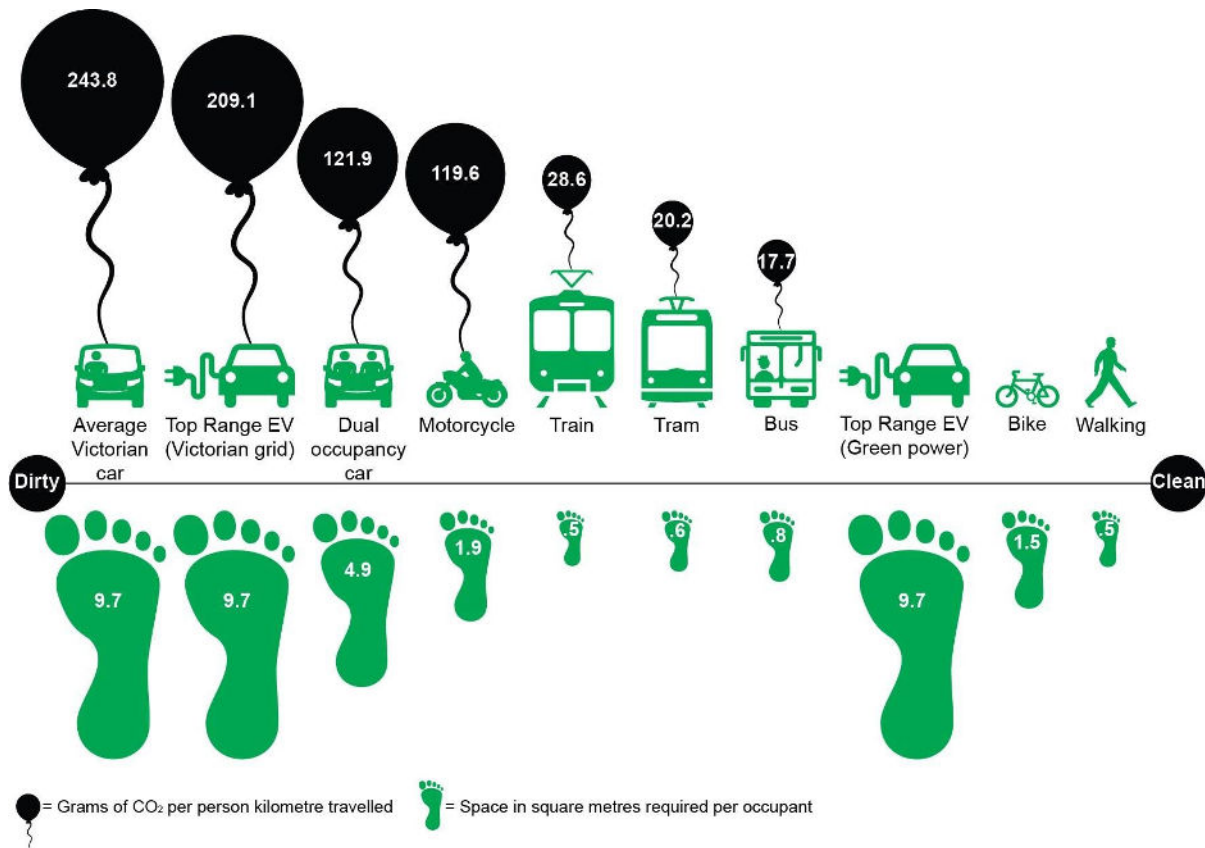 243.8
209.1
121.9
119.6
28.6
20.2
17.7
Average
Victorian
car
Top Range EV
(Victorian grid)
Dual
occupancy
car
Motorcycle
Train
Tram
Bus
Top Range EV
(Green power)
Bike
Walking
Dirty
Clean
9.7
9.7
4.9
1.9
.5
.6
.8
9.7
1.5
.5
= Grams of CO₂ per person kilometre travelled
= Space in square metres required per occupant